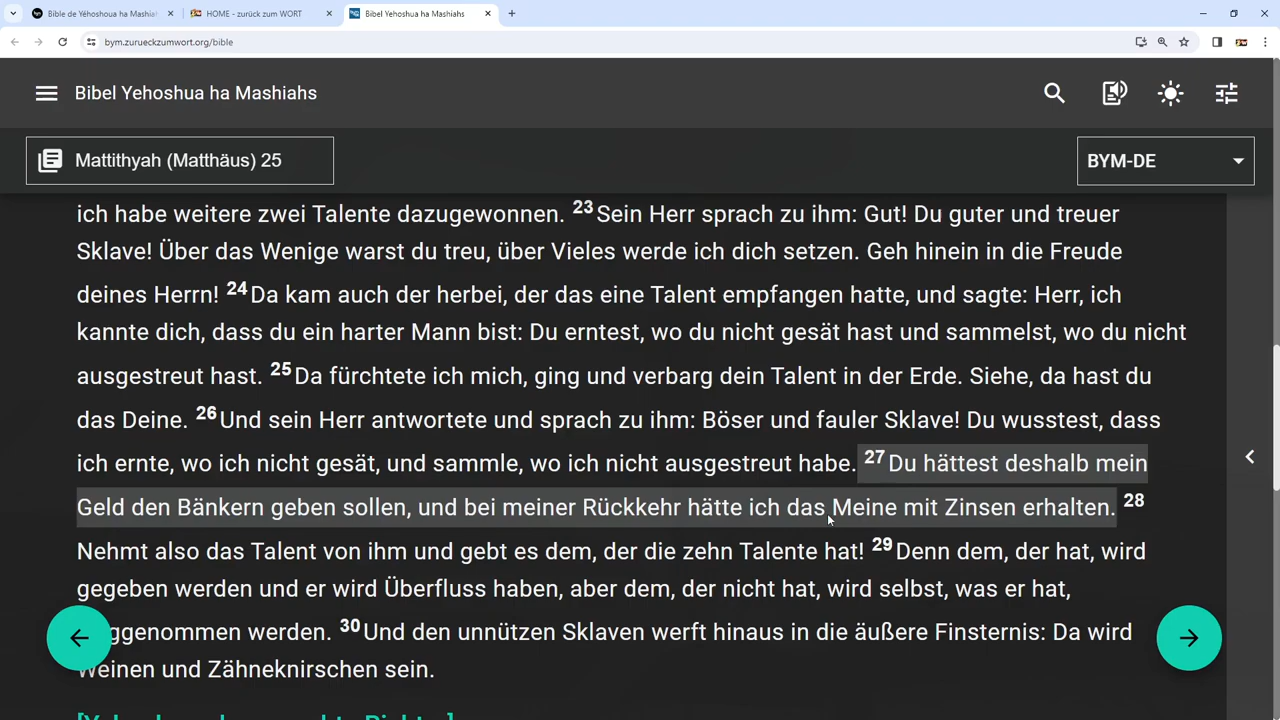 Bible de Yéhoshoua ha Mashiah
HOME - zurück zum WORT
Bibel Yehoshua ha Mashiahs
bym.zurueckzumwort.org/bible
Bibel Yehoshua ha Mashiahs
Mattithyah (Matthäus) 25
BYM-DE
ich habe weitere zwei Talente dazugewonnen. 23 Sein Herr sprach zu ihm: Gut! Du guter und treuer
Sklave! Über das Wenige warst du treu, über Vieles werde ich dich setzen. Geh hinein in die Freude
deines Herrn! 24 Da kam auch der herbei, der das eine Talent empfangen hatte, und sagte: Herr, ich
kannte dich, dass du ein harter Mann bist: Du erntest, wo du nicht gesät hast und sammelst, wo du nicht
ausgestreut hast. 25 Da fürchtete ich mich, ging und verbarg dein Talent in der Erde. Siehe, da hast du
das Deine. 26 Und sein Herr antwortete und sprach zu ihm: Böser und fauler Sklave! Du wusstest, dass
ich ernte, wo ich nicht gesät, und sammle, wo ich nicht ausgestreut habe. 27 Du hättest deshalb mein
Geld den Bänkern geben sollen, und bei meiner Rückkehr hätte ich das Meine mit Zinsen erhalten. 28
Nehmt also das Talent von ihm und gebt es dem, der die zehn Talente hat! 29 Denn dem, der hat, wird
gegeben werden und er wird Überfluss haben, aber dem, der nicht hat, wird selbst, was er hat,
ggenommen werden. 30 Und den unnützen Sklaven werft hinaus in die äußere Finsternis: Da wird
Weinen und Zähneknirschen sein.